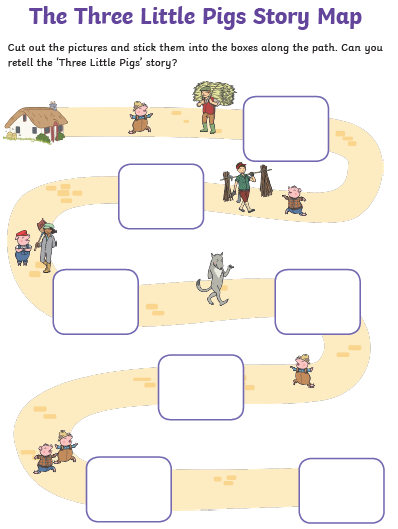 The Three Little Pigs Story Map
Cut out the pictures and stick them into the boxes along the path. Can you
retell the ‘Three Little Pigs’ story?